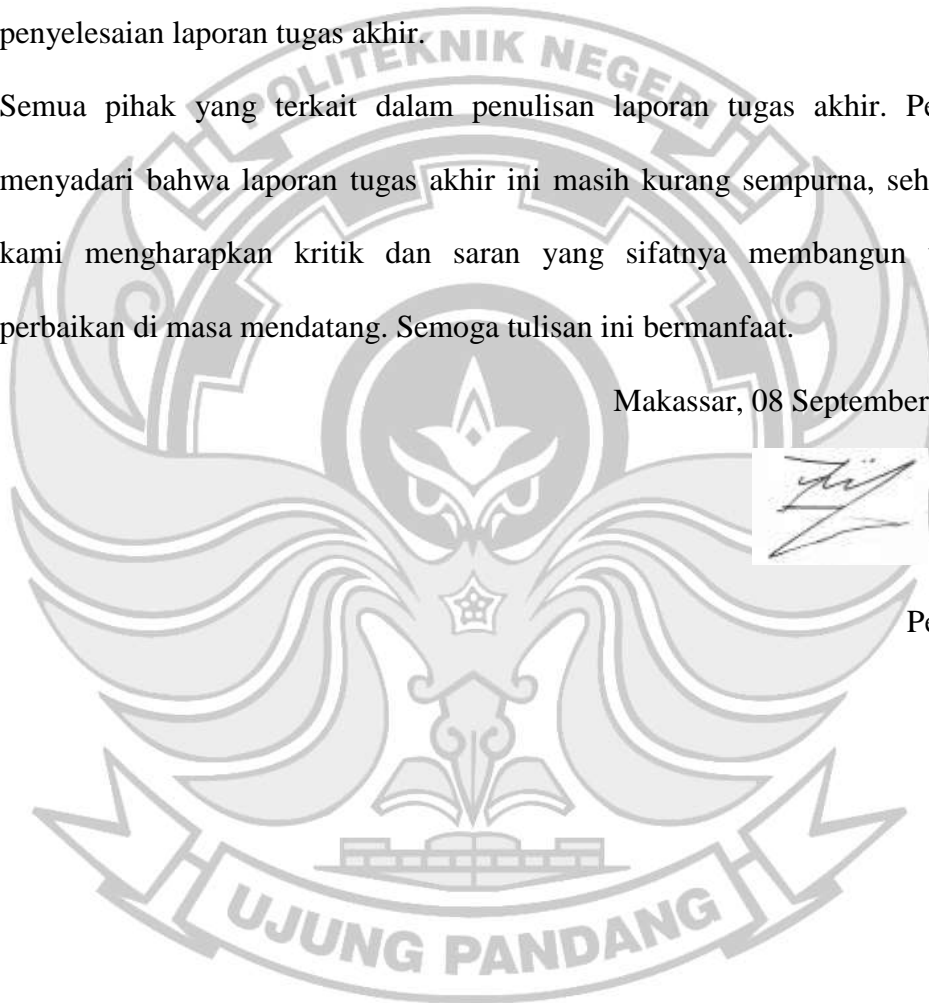 penyelesaian laporan tugas akhir.
POLITEKNIK NEGERI
Semua pihak yang terkait dalam penulisan laporan tugas akhir. Pe
menyadari bahwa laporan tugas akhir ini masih kurang sempurna, seh
kami mengharapkan kritik dan saran yang sifatnya membangun
perbaikan di masa mendatang. Semoga tulisan ini bermanfaat.
Makassar, 08 September
Pe
UJUNG PANDANG